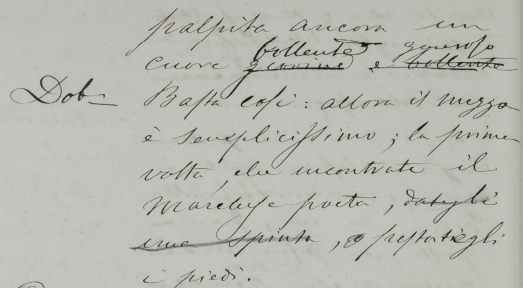 palpita ancora un
bollente generoso
cuore giovine e bollente
Dob– Basta così: allora il mezzo
è semplicissimo; la prima
volta, che incontrate il
Marchese poeta, dategli
una spinta, o pestategli
i piedi.